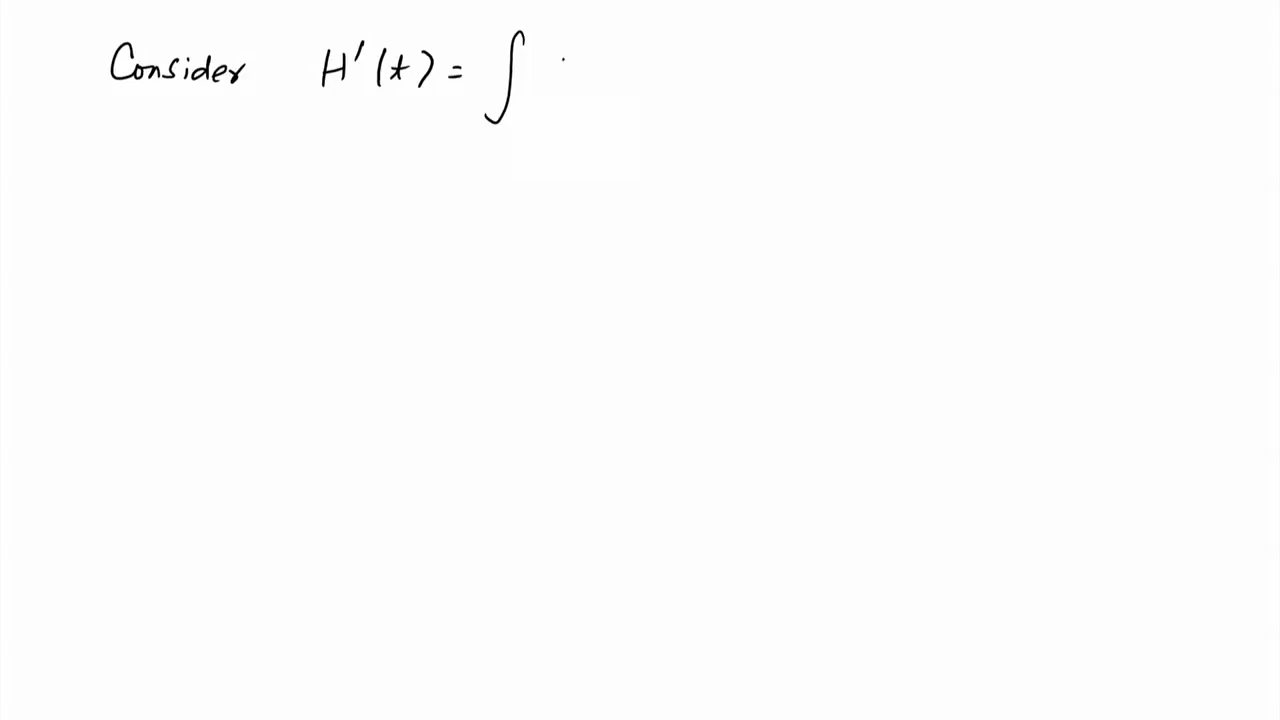 Consider H'(t) = ∫